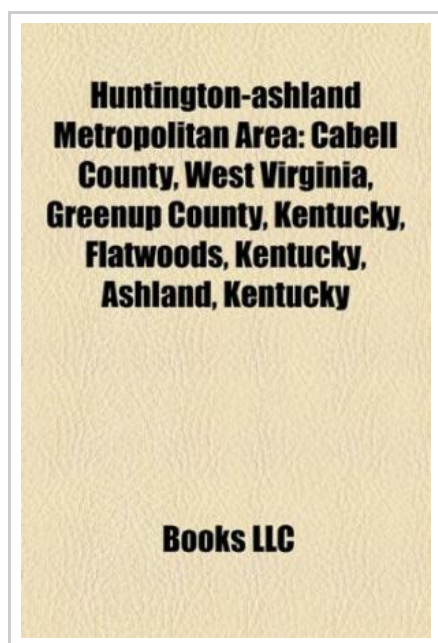 Huntington-ashland
Metropolitan Area: Cabell
County, West Virginia,
Greenup County, Kentucky,
Flatwoods, Kentucky,
Ashland, Kentucky
Books LLC